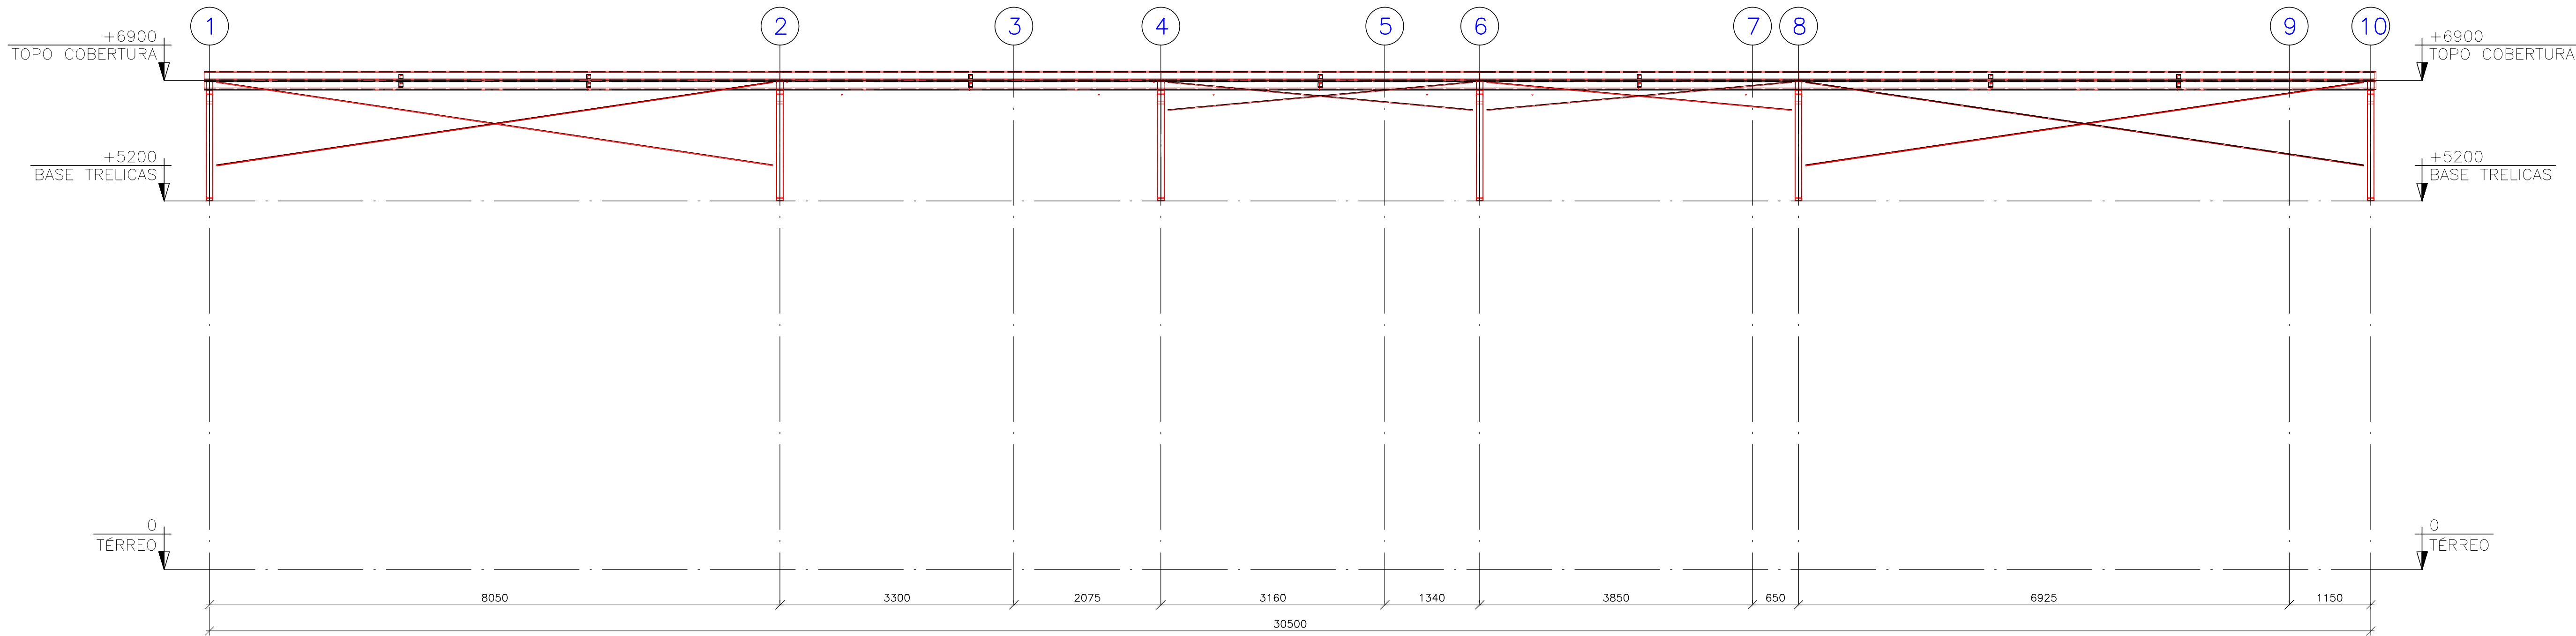 1 2 3 4 5 6 7 8 9 10
+6900 +6900
TOPO COBERTURA TOPO COBERTURA
+5200 +5200
BASE TRELICAS BASE TRELICAS
0 0
TÉRREO TÉRREO
8050 3300 2075 3160 1340 3850 650 6925 1150
30500